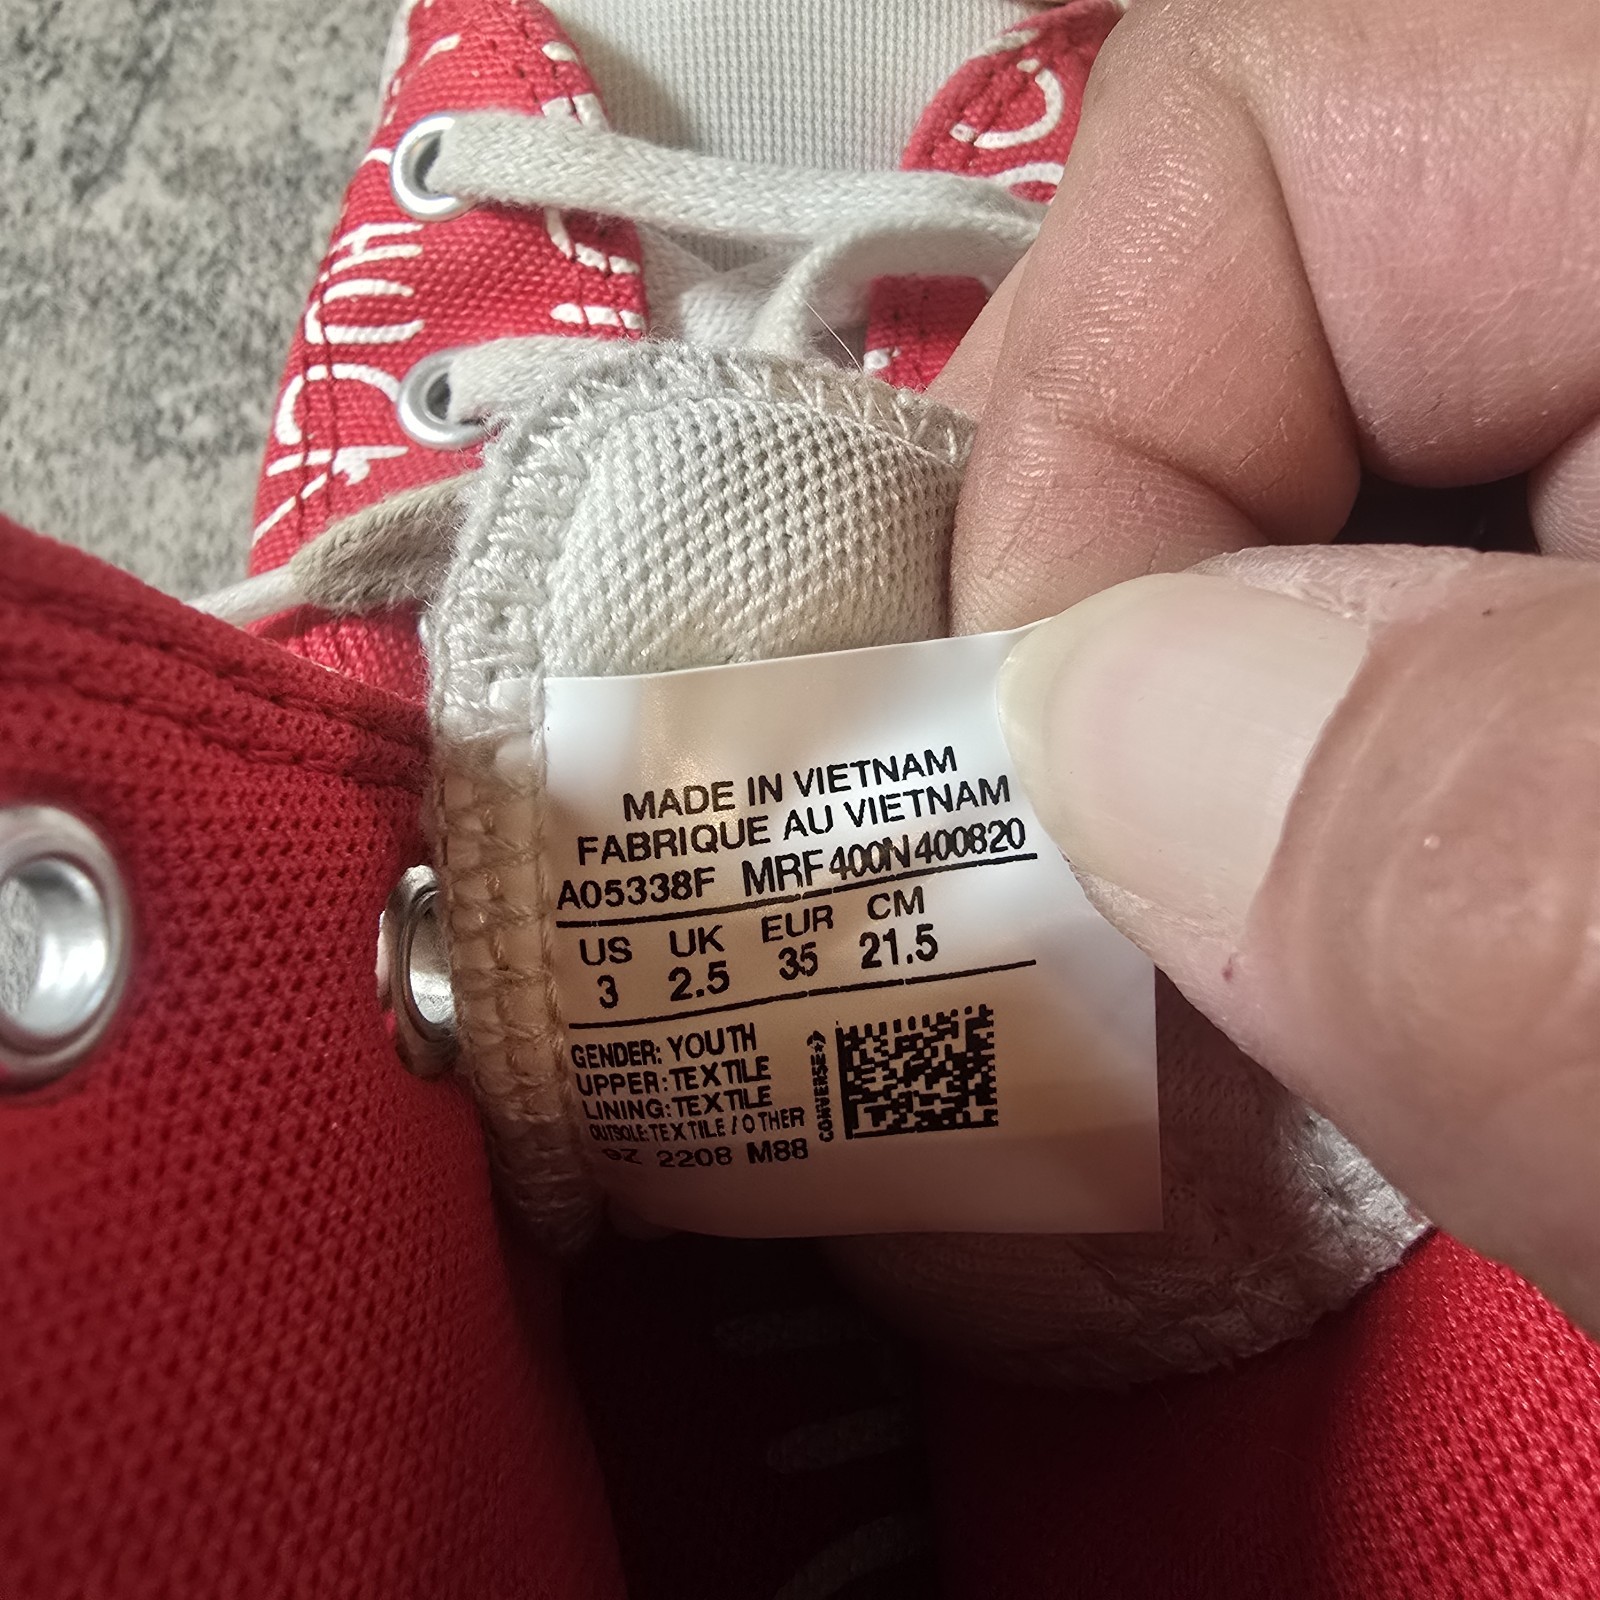 CHUCK
MADE IN VIETNAM
FABRIQUE AU VIETNAM
A05338F MRF400N400820
US UK EUR CM
3 2.5 35 21.5
GENDER: YOUTH
UPPER: TEXTILE
LINING: TEXTILE
OUTSOLE: TEXTILE / OTHER
2208 M88
CONVERSE